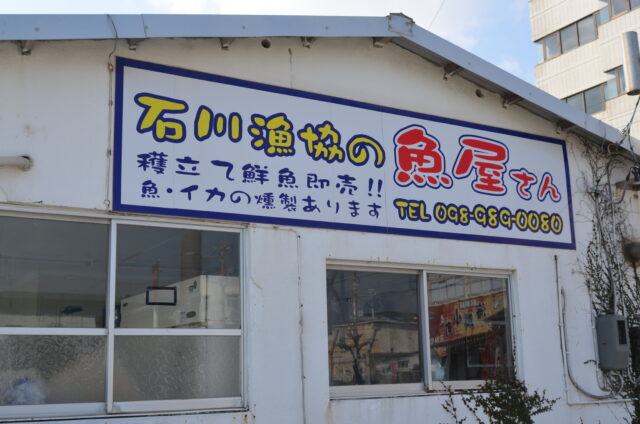 石川漁協の魚屋さん
穫立て鮮魚即売!!
魚・イカの燻製あります
TEL 098-989-0080